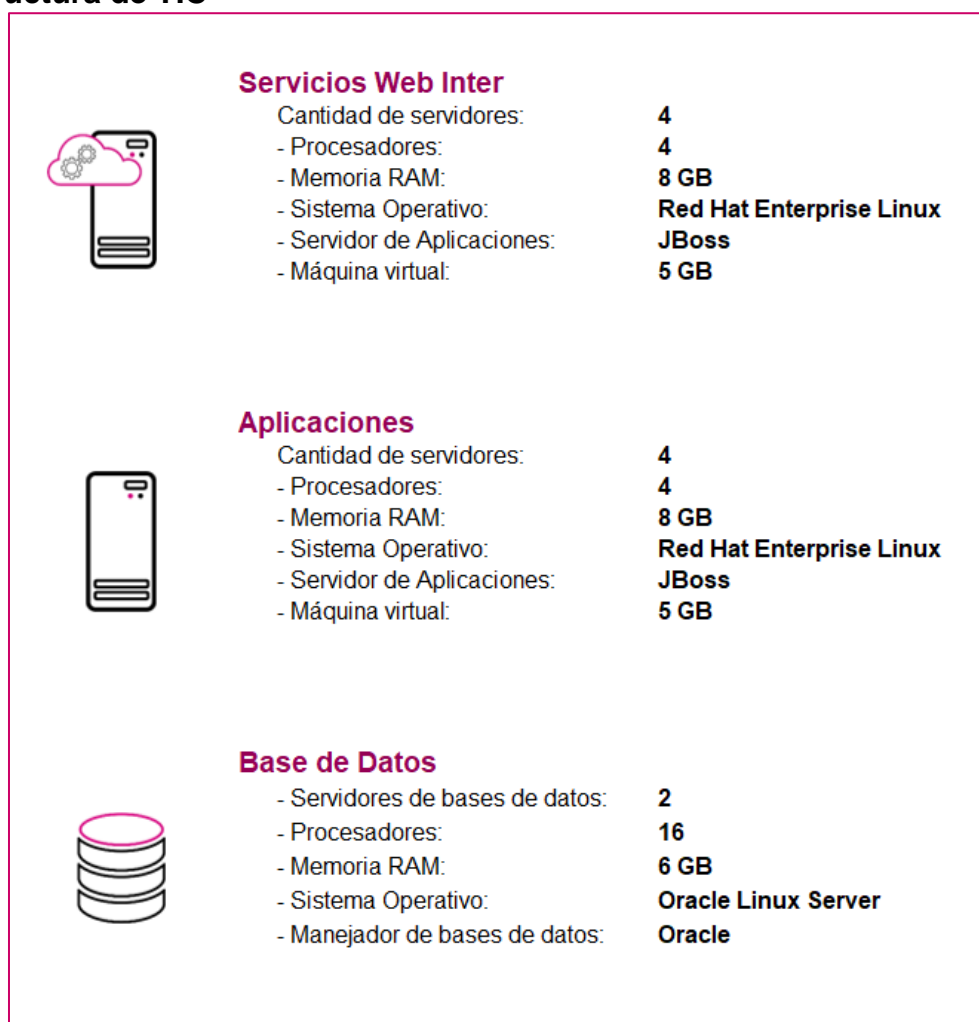 Servicios Web Inter
Cantidad de servidores: 4
- Procesadores: 4
- Memoria RAM: 8 GB
- Sistema Operativo: Red Hat Enterprise Linux
- Servidor de Aplicaciones: JBoss
- Máquina virtual: 5 GB
Aplicaciones
Cantidad de servidores: 4
- Procesadores: 4
- Memoria RAM: 8 GB
- Sistema Operativo: Red Hat Enterprise Linux
- Servidor de Aplicaciones: JBoss
- Máquina virtual: 5 GB
Base de Datos
- Servidores de bases de datos: 2
- Procesadores: 16
- Memoria RAM: 6 GB
- Sistema Operativo: Oracle Linux Server
- Manejador de bases de datos: Oracle